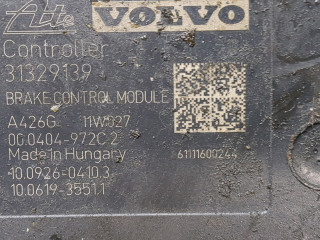 Ate VOLVO
Controller
31329139
BRAKE CONTROL MODULE
A426G 11W027
00.0404-972C.2
Made in Hungary 61111600244
10.0926-0410.3
10.0619-3551.1